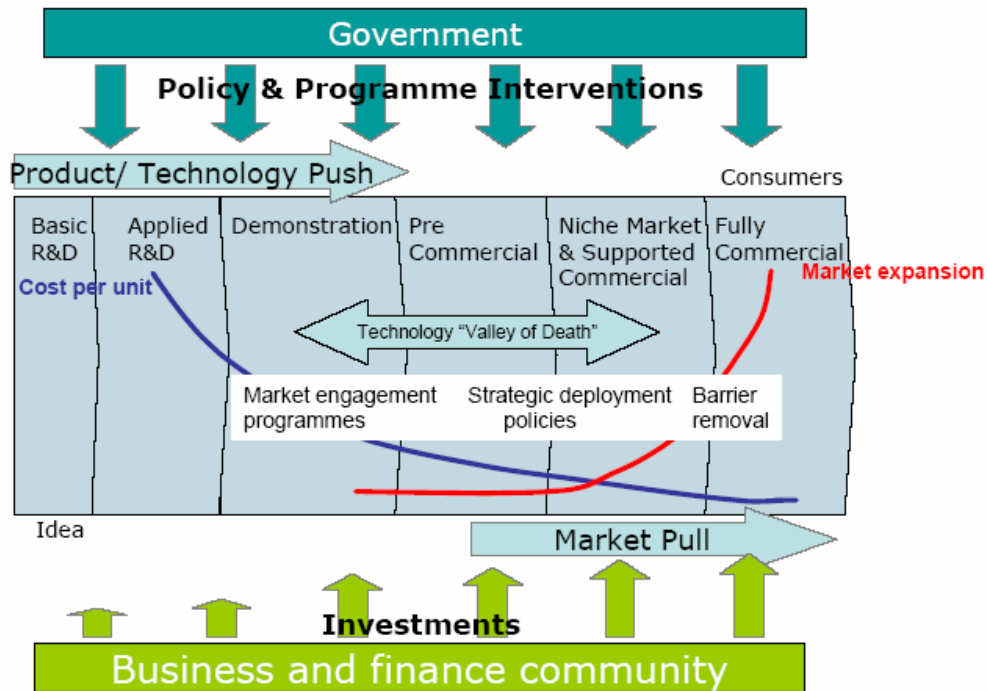 Government
Policy & Programme Interventions
Product/ Technology Push
Consumers
Basic
R&D
Applied
R&D
Demonstration
Pre
Commercial
Niche Market
& Supported
Commercial
Fully
Commercial
Cost per unit
Market expansion
Technology “Valley of Death”
Market engagement
programmes
Strategic deployment
policies
Barrier
removal
Idea
Market Pull
Investments
Business and finance community